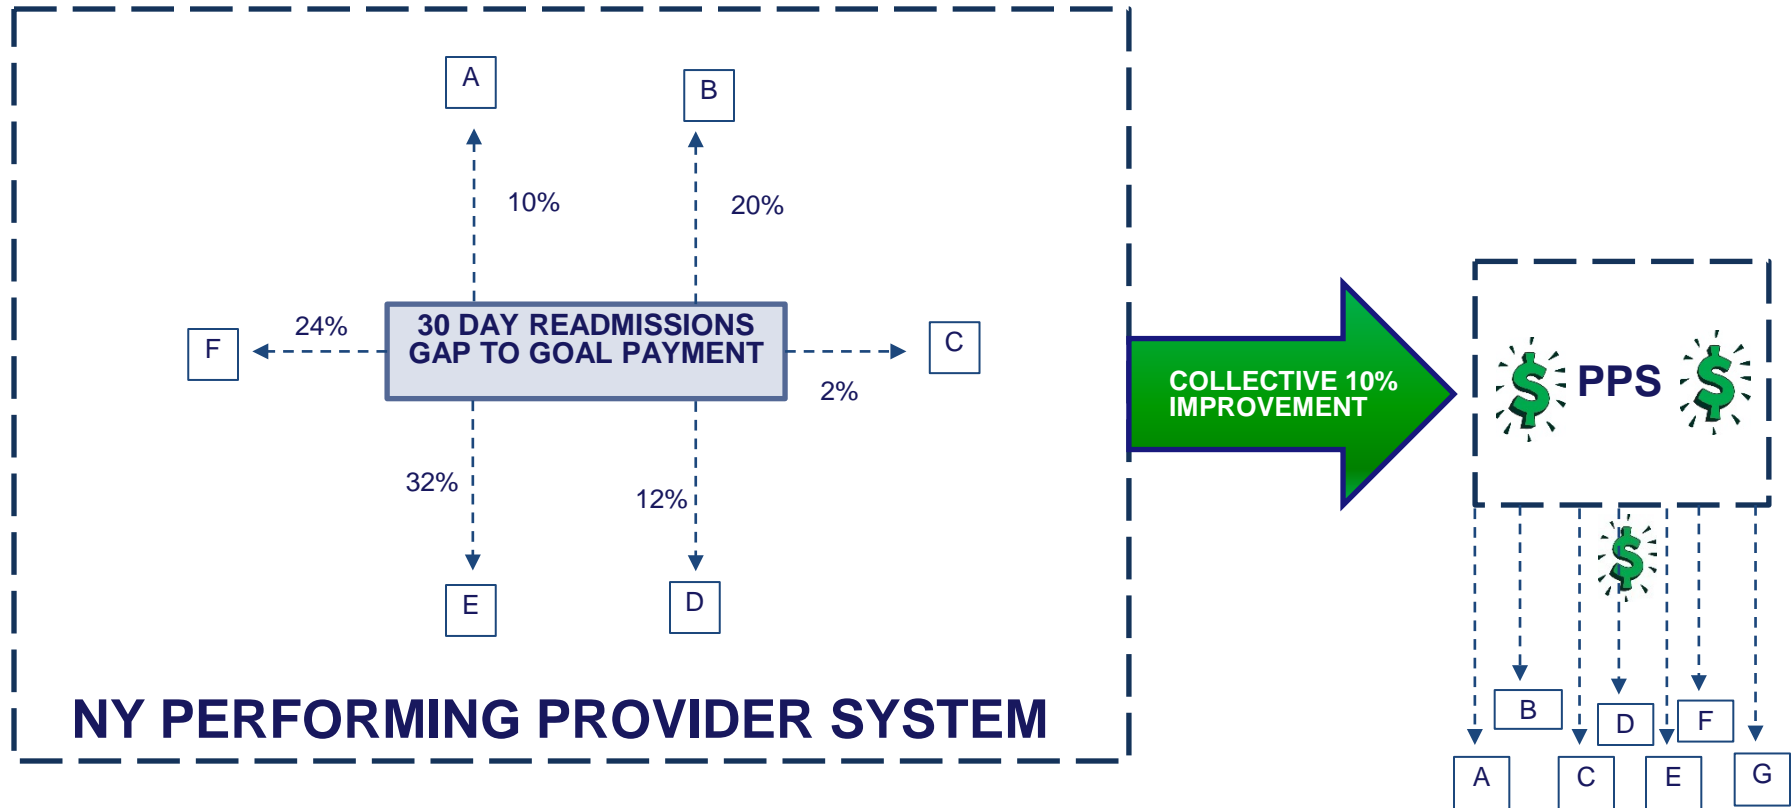 A
B
10%
20%
30 DAY READMISSIONS
GAP TO GOAL PAYMENT
24%
F
C
2%
32%
12%
E
D
NY PERFORMING PROVIDER SYSTEM
COLLECTIVE 10%
IMPROVEMENT
$ PPS $
$
B
D
F
A
C
E
G